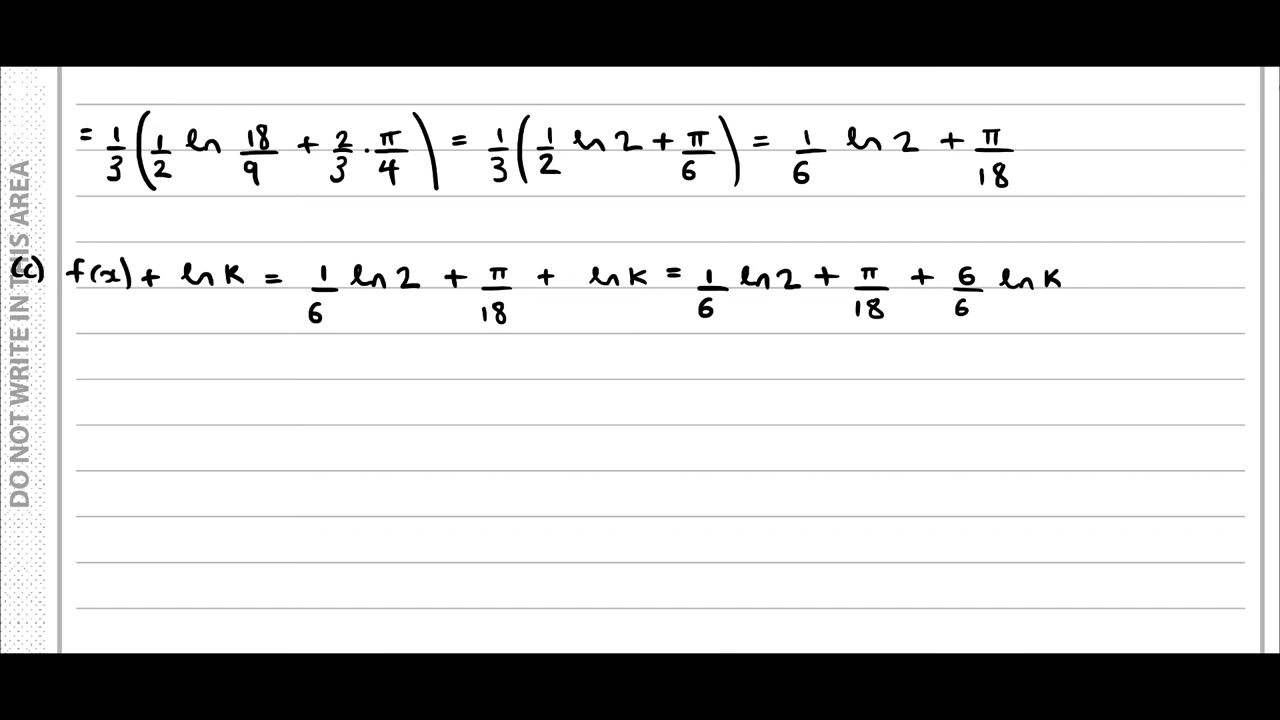 = 1/3 (1/2 ln 18/9 + 2/3 · π/4) = 1/3 (1/2 ln 2 + π/6) = 1/6 ln 2 + π/18
(c) f(x) + ln k = 1/6 ln 2 + π/18 + ln k = 1/6 ln 2 + π/18 + 6/6 ln k
DO NOT WRITE IN THIS AREA